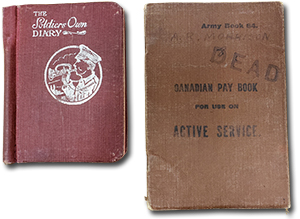 THE
Soldiers' Own
DIARY
Army Book 64.
DEAD
CANADIAN PAY BOOK
FOR USE ON
ACTIVE SERVICE